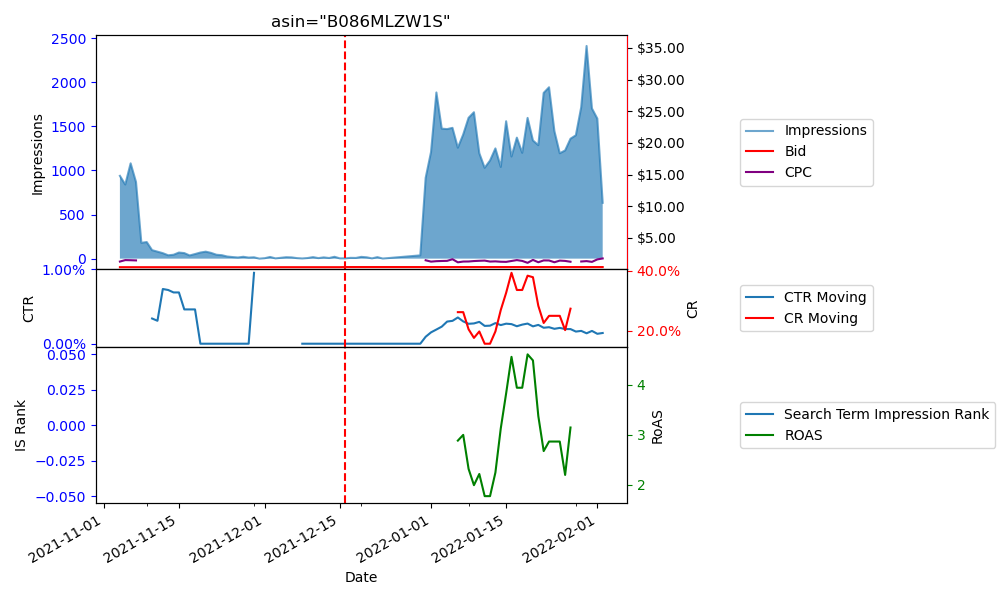 asin="B086MLZW1S"
2500
2000
1500
1000
500
0
Impressions
$35.00
$30.00
$25.00
$20.00
$15.00
$10.00
$5.00
Impressions
Bid
CPC
1.00%
0.00%
CTR
40.0%
20.0%
CR
CTR Moving
CR Moving
0.050
0.025
0.000
−0.025
−0.050
IS Rank
4
3
2
RoAS
Search Term Impression Rank
ROAS
2021-11-01
2021-11-15
2021-12-01
2021-12-15
2022-01-01
2022-01-15
2022-02-01
Date